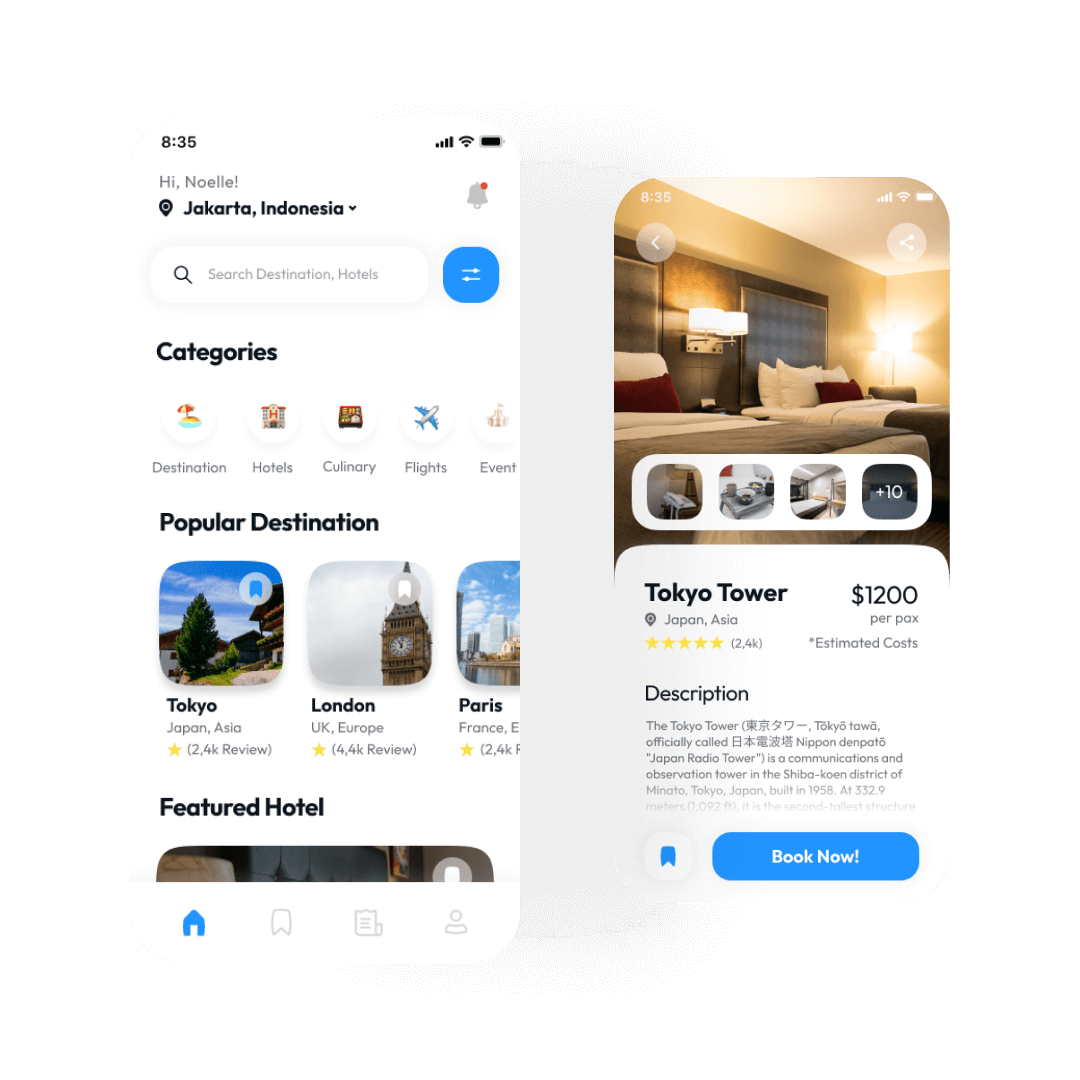 8:35
Hi, Noelle!
Jakarta, Indonesia
Search Destination, Hotels
Categories
Destination
Hotels
Culinary
Flights
Event
Popular Destination
Tokyo
Japan, Asia
(2,4k Review)
London
UK, Europe
(4,4k Review)
Paris
France, E
(2,4k R
Featured Hotel
8:35
+10
Tokyo Tower
$1200
Japan, Asia
per pax
(2,4k)
*Estimated Costs
Description
The Tokyo Tower (東京タワー, Tōkyō tawā,
officially called 日本電波塔 Nippon denpatō
"Japan Radio Tower") is a communications and
observation tower in the Shiba-koen district of
Minato, Tokyo, Japan, built in 1958. At 332.9
meters (1,092 ft), it is the second-tallest structure
Book Now!